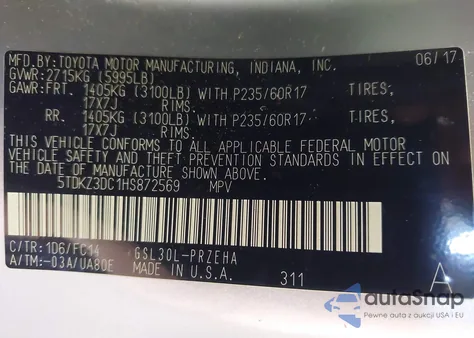 MFD.BY:TOYOTA MOTOR MANUFACTURING, INDIANA, INC. 06/17
GVWR:2715KG (5995LB)
GAWR:FRT. 1405KG (3100LB) WITH P235/60R17 TIRES,
17X7J RIMS.
RR. 1405KG (3100LB) WITH P235/60R17 TIRES,
17X7J RIMS.
THIS VEHICLE CONFORMS TO ALL APPLICABLE FEDERAL MOTOR
VEHICLE SAFETY AND THEFT PREVENTION STANDARDS IN EFFECT ON
THE DATE OF MANUFACTURE SHOWN ABOVE.
5TDKZ3DC1HS872569 MPV
C/TR:1D6/FC14 GSL30L-PRZEHA
A/TM:-03A/UA80E MADE IN U.S.A. 311 A
autoSnap
Pewne auta z aukcji USA i EU